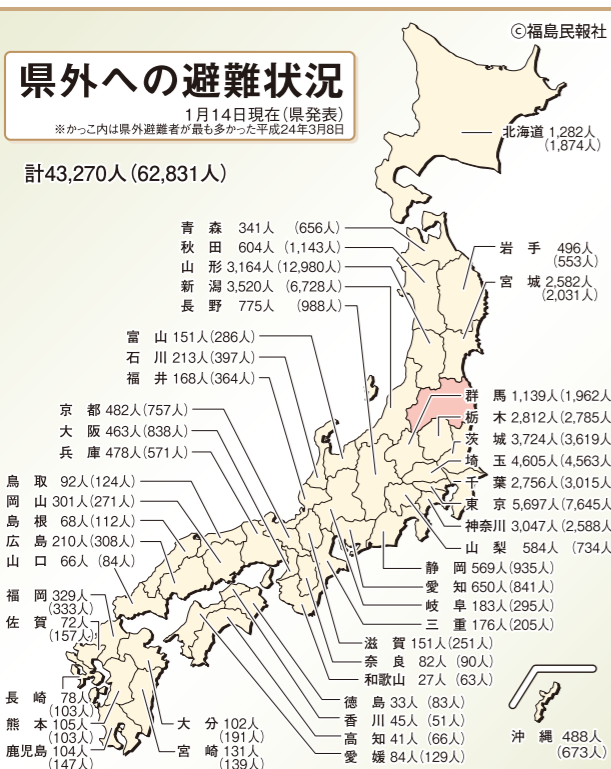 ©福島民報社
県外への避難状況
1月14日現在(県発表)
※かっこ内は県外避難者が最も多かった平成24年3月8日
計43,270人(62,831人)
北海道 1,282人
(1,874人)
青森 341人 (656人)
秋田 604人 (1,143人)
山形 3,164人(12,980人)
新潟 3,520人 (6,728人)
長野 775人 (988人)
岩手 496人
(553人)
宮城 2,582人
(2,031人)
富山 151人(286人)
石川 213人(397人)
福井 168人(364人)
京都 482人(757人)
大阪 463人(838人)
兵庫 478人(571人)
群馬 1,139人(1,962人
栃木 2,812人(2,785人
茨城 3,724人(3,619人
埼玉 4,605人(4,563人
千葉 2,756人(3,015人
東京 5,697人(7,645人
神奈川 3,047人(2,588人
山梨 584人 (734人
鳥取 92人(124人)
岡山 301人(271人)
島根 68人(112人)
広島 210人(308人)
山口 66人 (84人)
静岡 569人(935人)
愛知 650人(841人)
岐阜 183人(295人)
三重 176人(205人)
滋賀 151人(251人)
奈良 82人 (90人)
和歌山 27人 (63人)
福岡 329人
(333人)
佐賀 72人
(157人)
長崎 78人
(103人)
熊本 105人
(103人)
鹿児島 104人
(147人)
大分 102人
(191人)
宮崎 131人
(139人)
徳島 33人 (83人)
香川 45人 (51人)
高知 41人 (66人)
愛媛 84人(129人)
沖縄 488人
(673人)